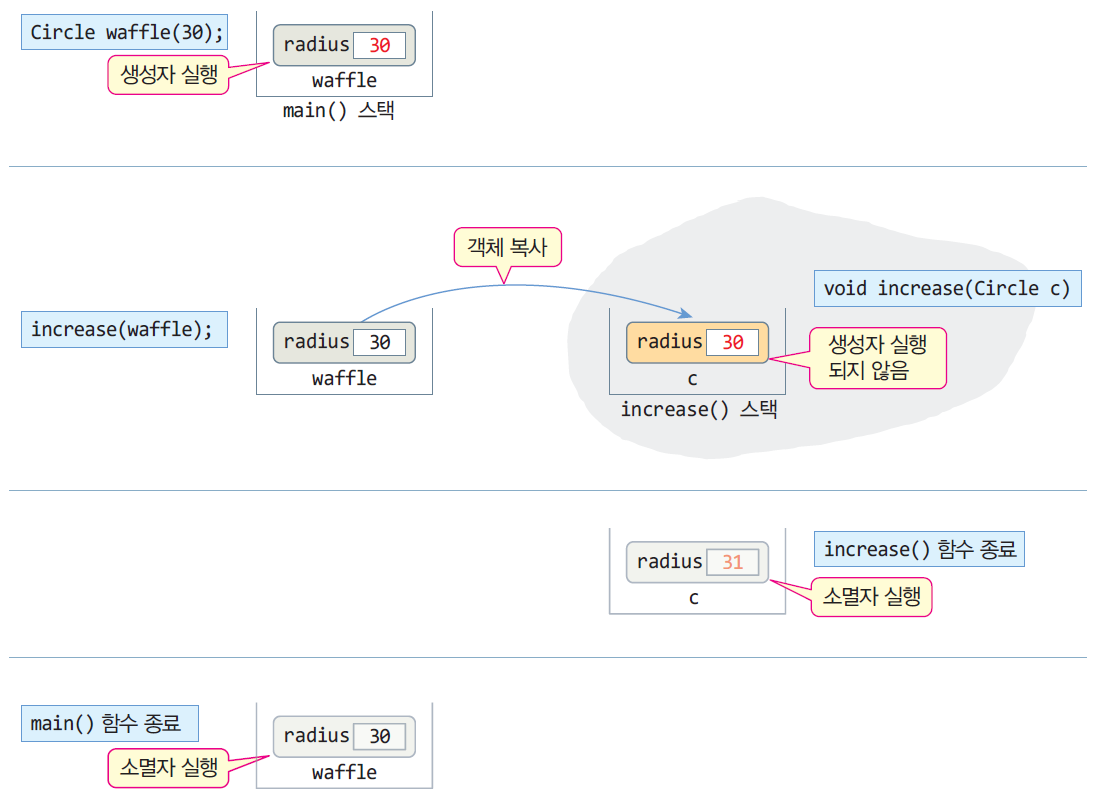 Circle waffle(30);
radius 30
생성자 실행
waffle
main() 스택
객체 복사
void increase(Circle c)
increase(waffle);
radius 30
radius 30
생성자 실행
되지 않음
waffle
c
increase() 스택
increase() 함수 종료
radius 31
소멸자 실행
c
main() 함수 종료
radius 30
소멸자 실행
waffle